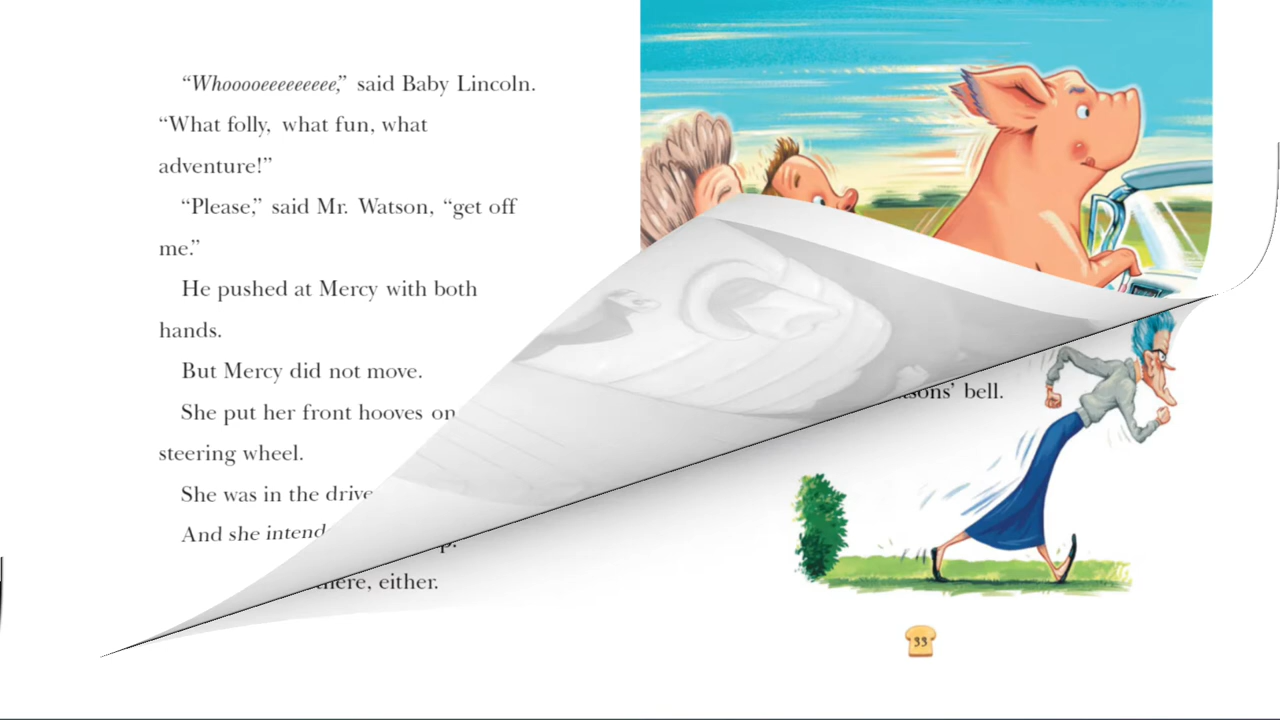 “Whooooeeeeeeeee,” said Baby Lincoln.
“What folly, what fun, what
adventure!”
“Please,” said Mr. Watson, “get off
me.”
He pushed at Mercy with both
hands.
But Mercy did not move.
She put her front hooves on
steering wheel.
She was in the drive
And she intend
here, either.
sons’ bell.
33